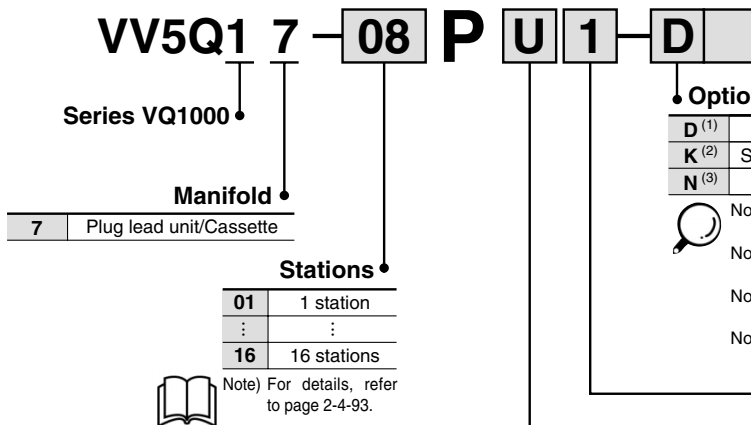 VV5Q1 7 — 08 P U 1 — D
Series VQ1000
Manifold
7 Plug lead unit/Cassette
Stations
01 1 station
⋮ ⋮
16 16 stations
Note) For details, refer
to page 2-4-93.
Optio
D (1)
K (2) S
N (3)
No
No
No
No